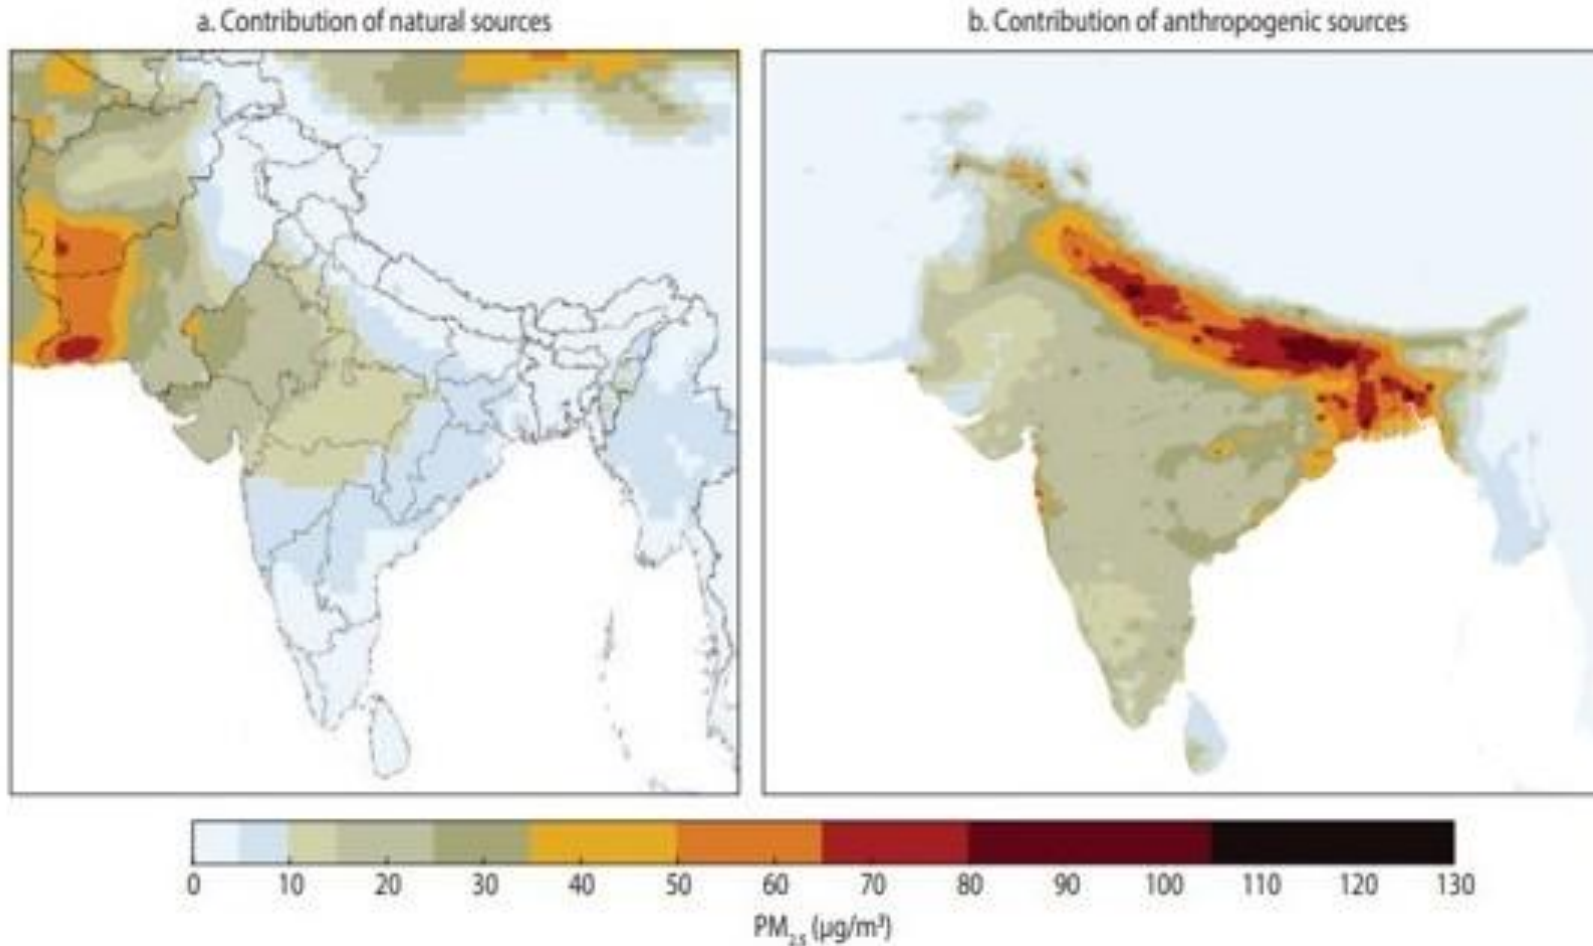 a. Contribution of natural sources
b. Contribution of anthropogenic sources
0 10 20 30 40 50 60 70 80 90 100 110 120 130
PM2.5 (µg/m³)